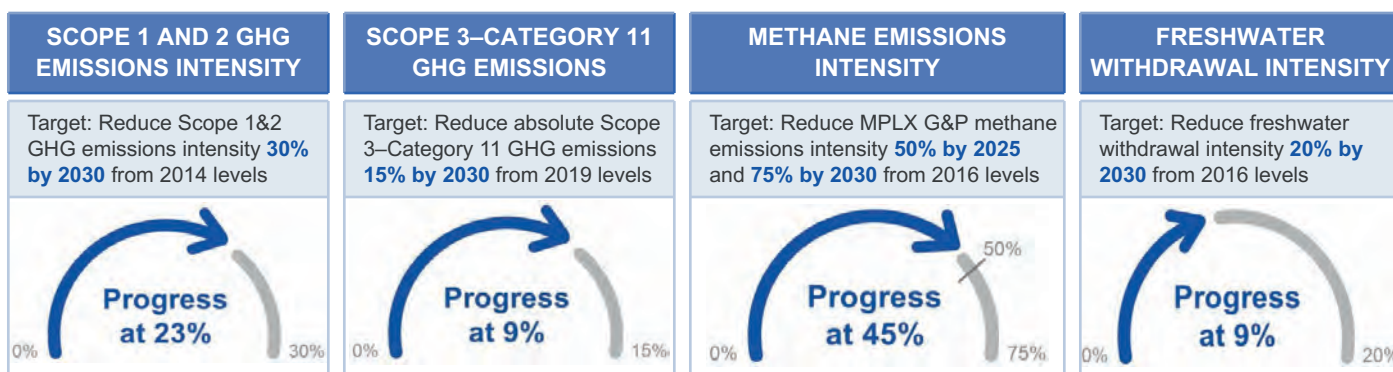 SCOPE 1 AND 2 GHG
EMISSIONS INTENSITY
Target: Reduce Scope 1&2
GHG emissions intensity 30%
by 2030 from 2014 levels
Progress
at 23%
0%
30%
SCOPE 3–CATEGORY 11
GHG EMISSIONS
Target: Reduce absolute Scope
3–Category 11 GHG emissions
15% by 2030 from 2019 levels
Progress
at 9%
0%
15%
METHANE EMISSIONS
INTENSITY
Target: Reduce MPLX G&P methane
emissions intensity 50% by 2025
and 75% by 2030 from 2016 levels
50%
Progress
at 45%
0%
75%
FRESHWATER
WITHDRAWAL INTENSITY
Target: Reduce freshwater
withdrawal intensity 20% by
2030 from 2016 levels
Progress
at 9%
0%
20%